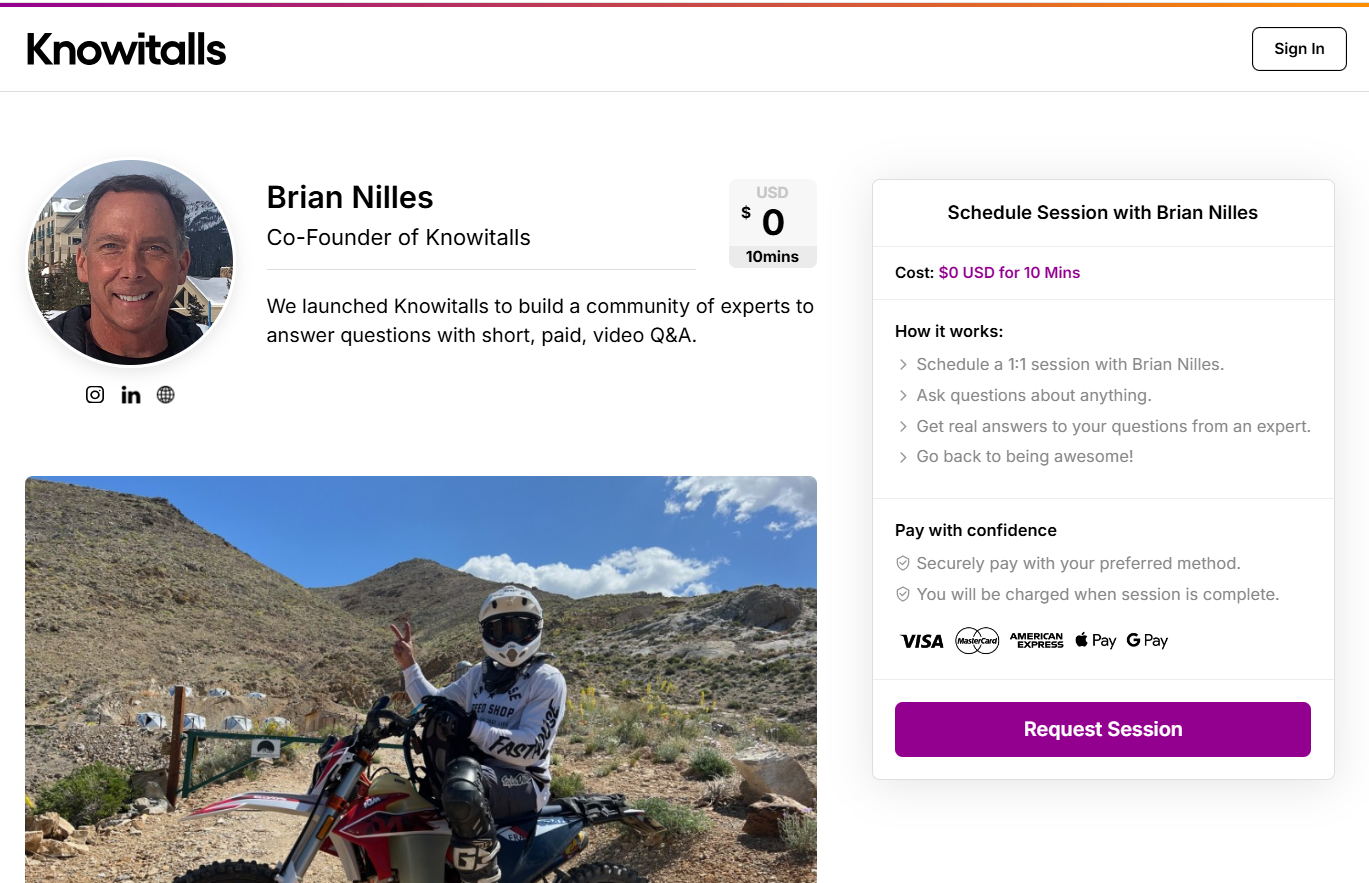 Knowitalls
Sign In
Brian Nilles
Co-Founder of Knowitalls
USD
$ 0
10mins
We launched Knowitalls to build a community of experts to
answer questions with short, paid, video Q&A.
in
SEED SHOP
FASTHOUSE
G
Schedule Session with Brian Nilles
Cost: $0 USD for 10 Mins
How it works:
Schedule a 1:1 session with Brian Nilles.
Ask questions about anything.
Get real answers to your questions from an expert.
Go back to being awesome!
Pay with confidence
Securely pay with your preferred method.
You will be charged when session is complete.
VISA MasterCard AMERICAN EXPRESS Pay G Pay
Request Session